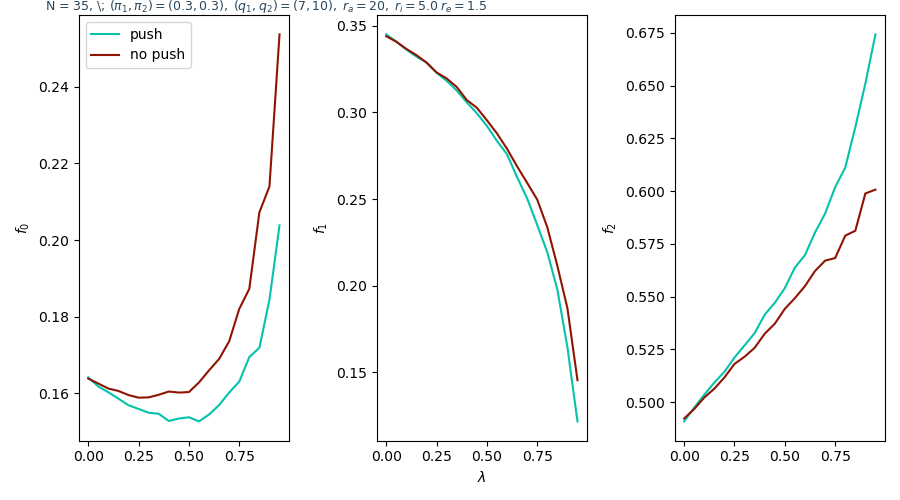 N = 35, \; (π₁, π₂) = (0.3, 0.3), (q₁, q₂) = (7, 10), rₐ = 20, rᵢ = 5.0 rₑ = 1.5
push
no push
0.24
0.22
0.20
0.18
0.16
f₀
0.00 0.25 0.50 0.75
0.35
0.30
0.25
0.20
0.15
f₁
0.00 0.25 0.50 0.75
λ
0.675
0.650
0.625
0.600
0.575
0.550
0.525
0.500
f₂
0.00 0.25 0.50 0.75